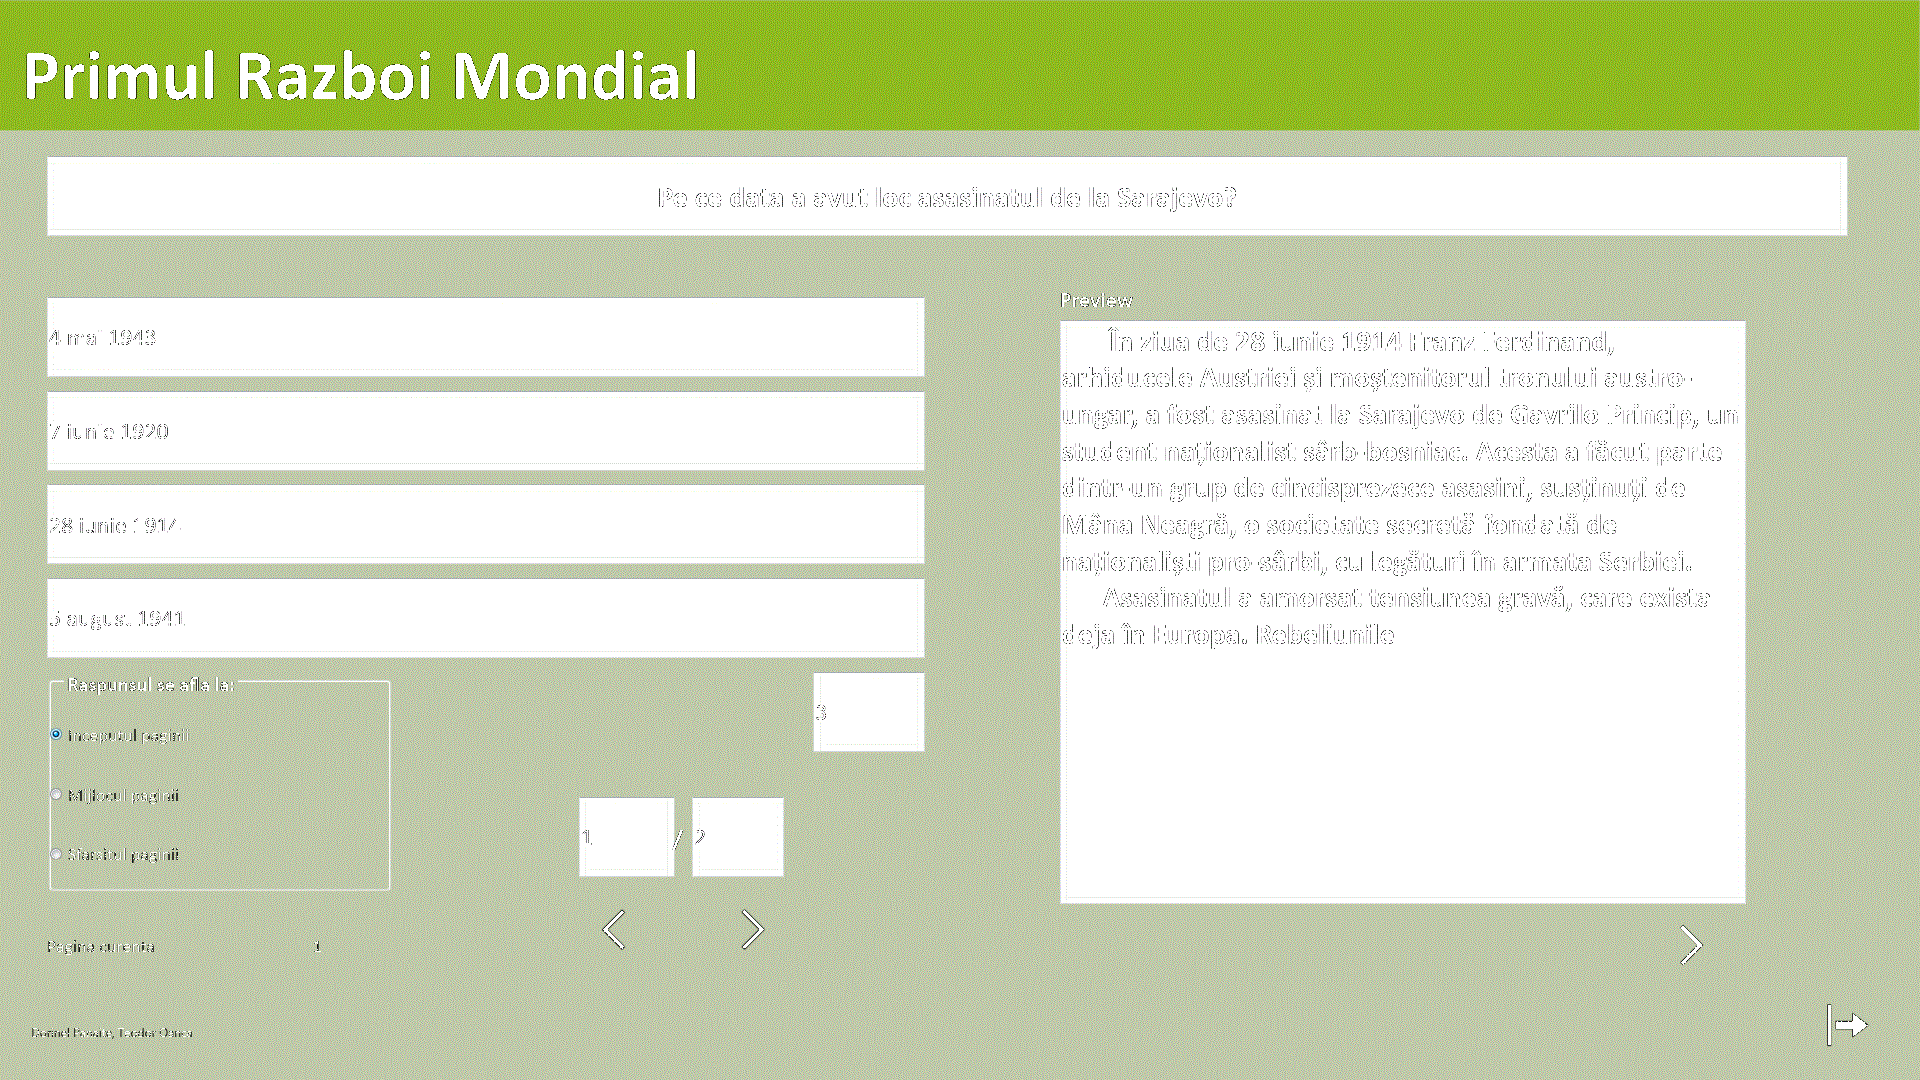 Primul Razboi Mondial
Pe ce data a avut loc asasinatul de la Sarajevo?
4 mai 1943
7 iunie 1920
28 iunie 1914
5 august 1941
Raspunsul se afla la:
Inceputul paginii
Mijlocul paginii
Sfarsitul paginii
3
1 / 2
Pagina curenta 1
Preview
În ziua de 28 iunie 1914 Franz Ferdinand,
arhiducele Austriei și moștenitorul tronului austro-
ungar, a fost asasinat la Sarajevo de Gavrilo Princip, un
student naționalist sârb-bosniac. Acesta a făcut parte
dintr-un grup de cincisprezece asasini, susținuți de
Mâna Neagră, o societate secretă fondată de
naționaliști pro-sârbi, cu legături în armata Serbiei.
Asasinatul a amorsat tensiunea gravă, care exista
deja în Europa. Rebeliunile